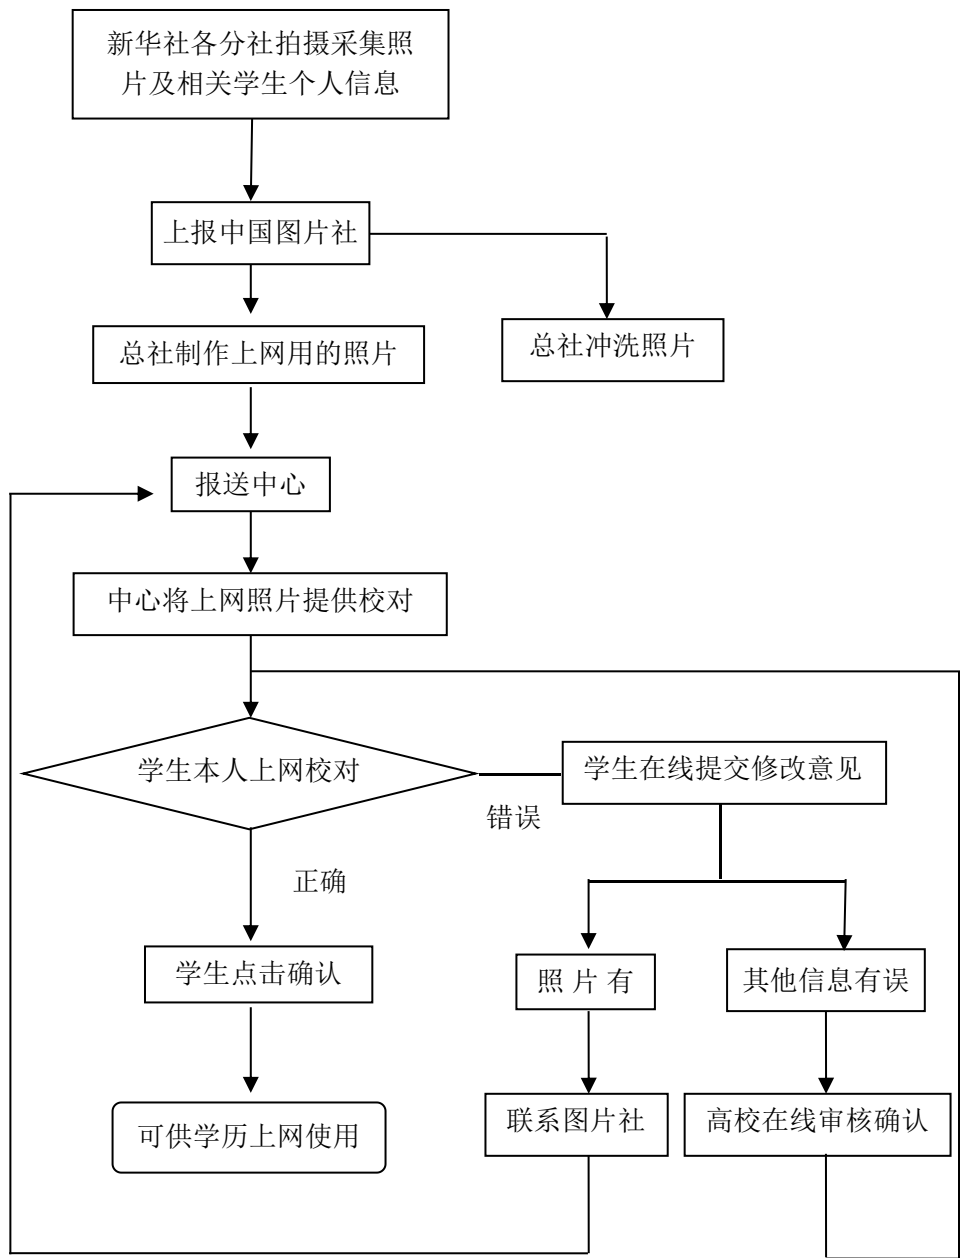 新华社各分社拍摄采集照
片及相关学生个人信息
上报中国图片社
总社制作上网用的照片
总社冲洗照片
报送中心
中心将上网照片提供校对
学生本人上网校对
学生在线提交修改意见
错误
正确
学生点击确认
照 片 有
其他信息有误
可供学历上网使用
联系图片社
高校在线审核确认